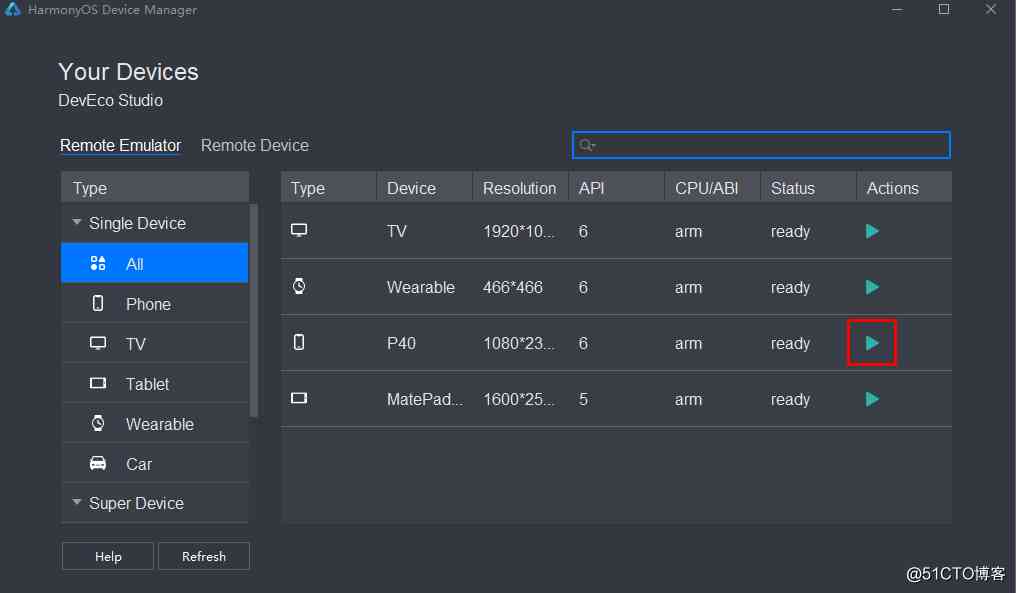 HarmonyOS Device Manager
Your Devices
DevEco Studio
Remote Emulator Remote Device
Type
Single Device
All
Phone
TV
Tablet
Wearable
Car
Super Device
Type Device Resolution API CPU/ABI Status Actions
TV 1920*10... 6 arm ready
Wearable 466*466 6 arm ready
P40 1080*23... 6 arm ready
MatePad... 1600*25... 5 arm ready
Help Refresh
@51CTO博客